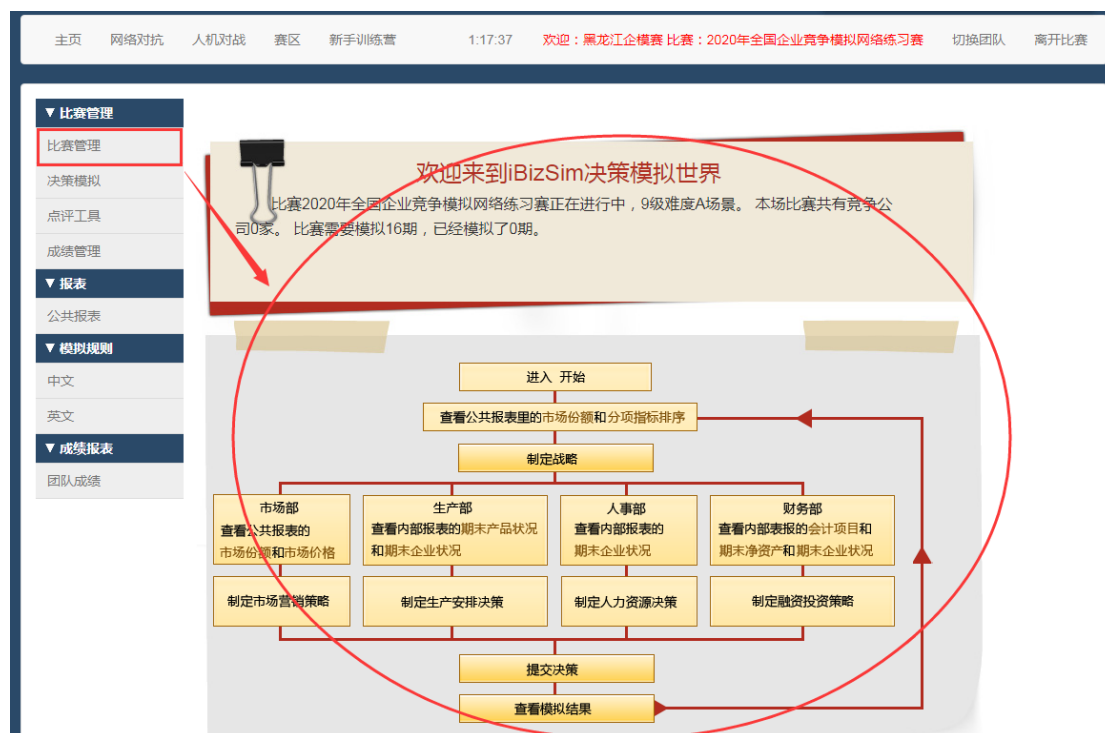 主页 网络对抗 人机对战 赛区 新手训练营 1:17:37 欢迎：黑龙江企模赛 比赛：2020年全国企业竞争模拟网络练习赛 切换团队 离开比赛
▼ 比赛管理
比赛管理
决策模拟
点评工具
成绩管理
▼ 报表
公共报表
▼ 模拟规则
中文
英文
▼ 成绩报表
团队成绩
欢迎来到iBizSim决策模拟世界
比赛2020年全国企业竞争模拟网络练习赛正在进行中，9级难度A场景。 本场比赛共有竞争公
司0家。 比赛需要模拟16期，已经模拟了0期。
进入 开始
查看公共报表里的市场份额和分项指标排序
制定战略
市场部
查看公共报表的
市场份额和市场价格
生产部
查看内部报表的期末产品状况
和期末企业状况
人事部
查看内部报表的
期末企业状况
财务部
查看内部表报的会计项目和
期末净资产和期末企业状况
制定市场营销策略
制定生产安排决策
制定人力资源决策
制定融资投资策略
提交决策
查看模拟结果